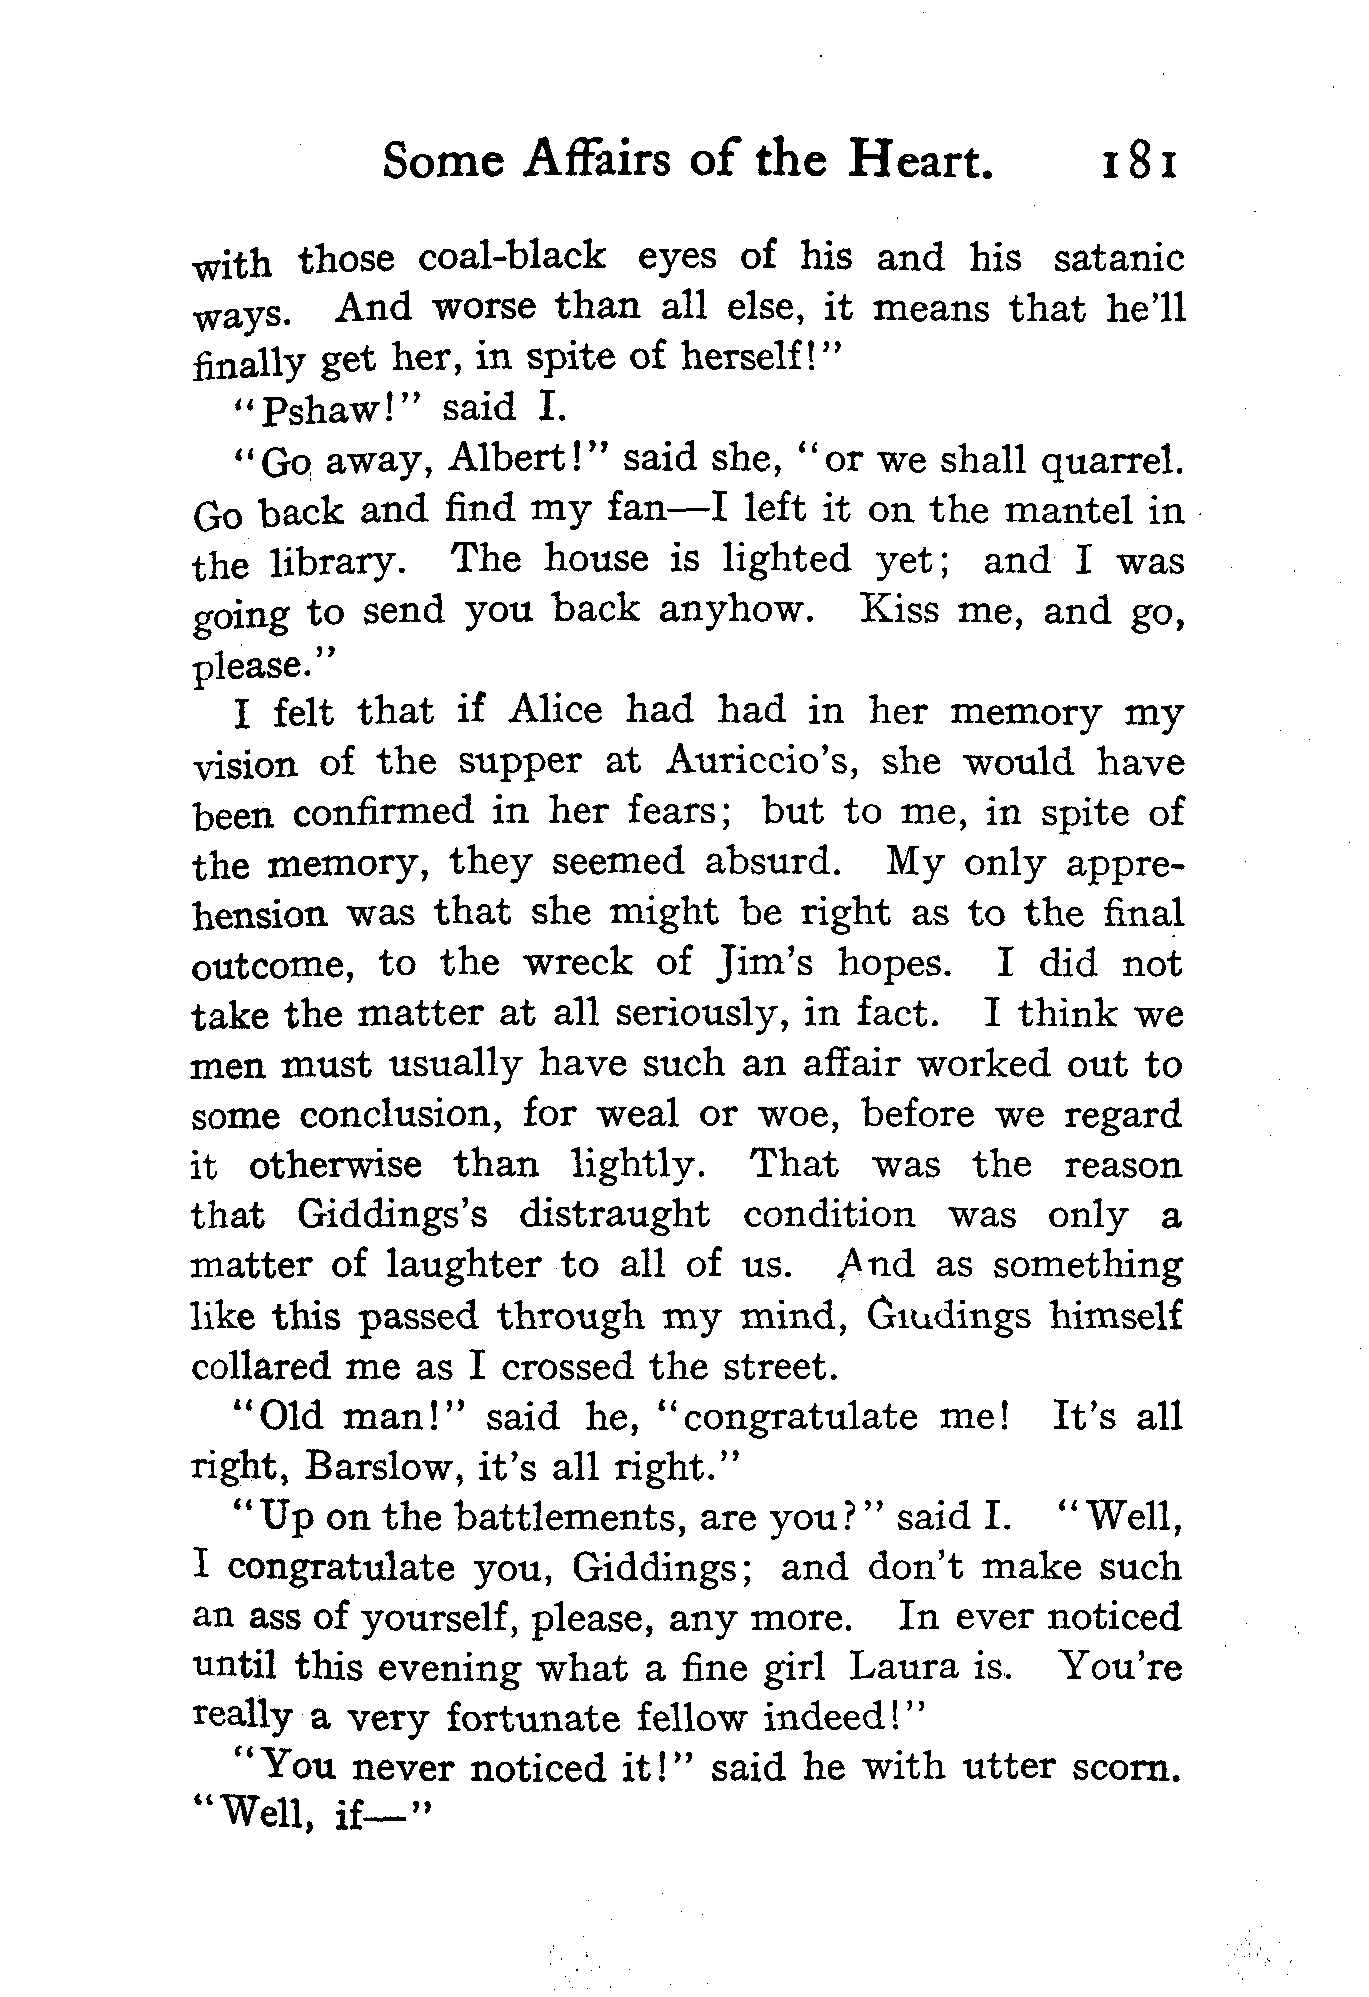 Some Affairs of the Heart. 181
with those coal-black eyes of his and his satanic
ways. And worse than all else, it means that he'll
finally get her, in spite of herself!"
"Pshaw!" said I.
"Go away, Albert!" said she, "or we shall quarrel.
Go back and find my fan—I left it on the mantel in
the library. The house is lighted yet; and I was
going to send you back anyhow. Kiss me, and go,
please."
I felt that if Alice had had in her memory my
vision of the supper at Auriccio's, she would have
been confirmed in her fears; but to me, in spite of
the memory, they seemed absurd. My only appre-
hension was that she might be right as to the final
outcome, to the wreck of Jim's hopes. I did not
take the matter at all seriously, in fact. I think we
men must usually have such an affair worked out to
some conclusion, for weal or woe, before we regard
it otherwise than lightly. That was the reason
that Giddings's distraught condition was only a
matter of laughter to all of us. And as something
like this passed through my mind, Giddings himself
collared me as I crossed the street.
"Old man!" said he, "congratulate me! It's all
right, Barslow, it's all right."
"Up on the battlements, are you?" said I. "Well,
I congratulate you, Giddings; and don't make such
an ass of yourself, please, any more. In ever noticed
until this evening what a fine girl Laura is. You're
really a very fortunate fellow indeed!"
"You never noticed it!" said he with utter scorn.
"Well, if—"